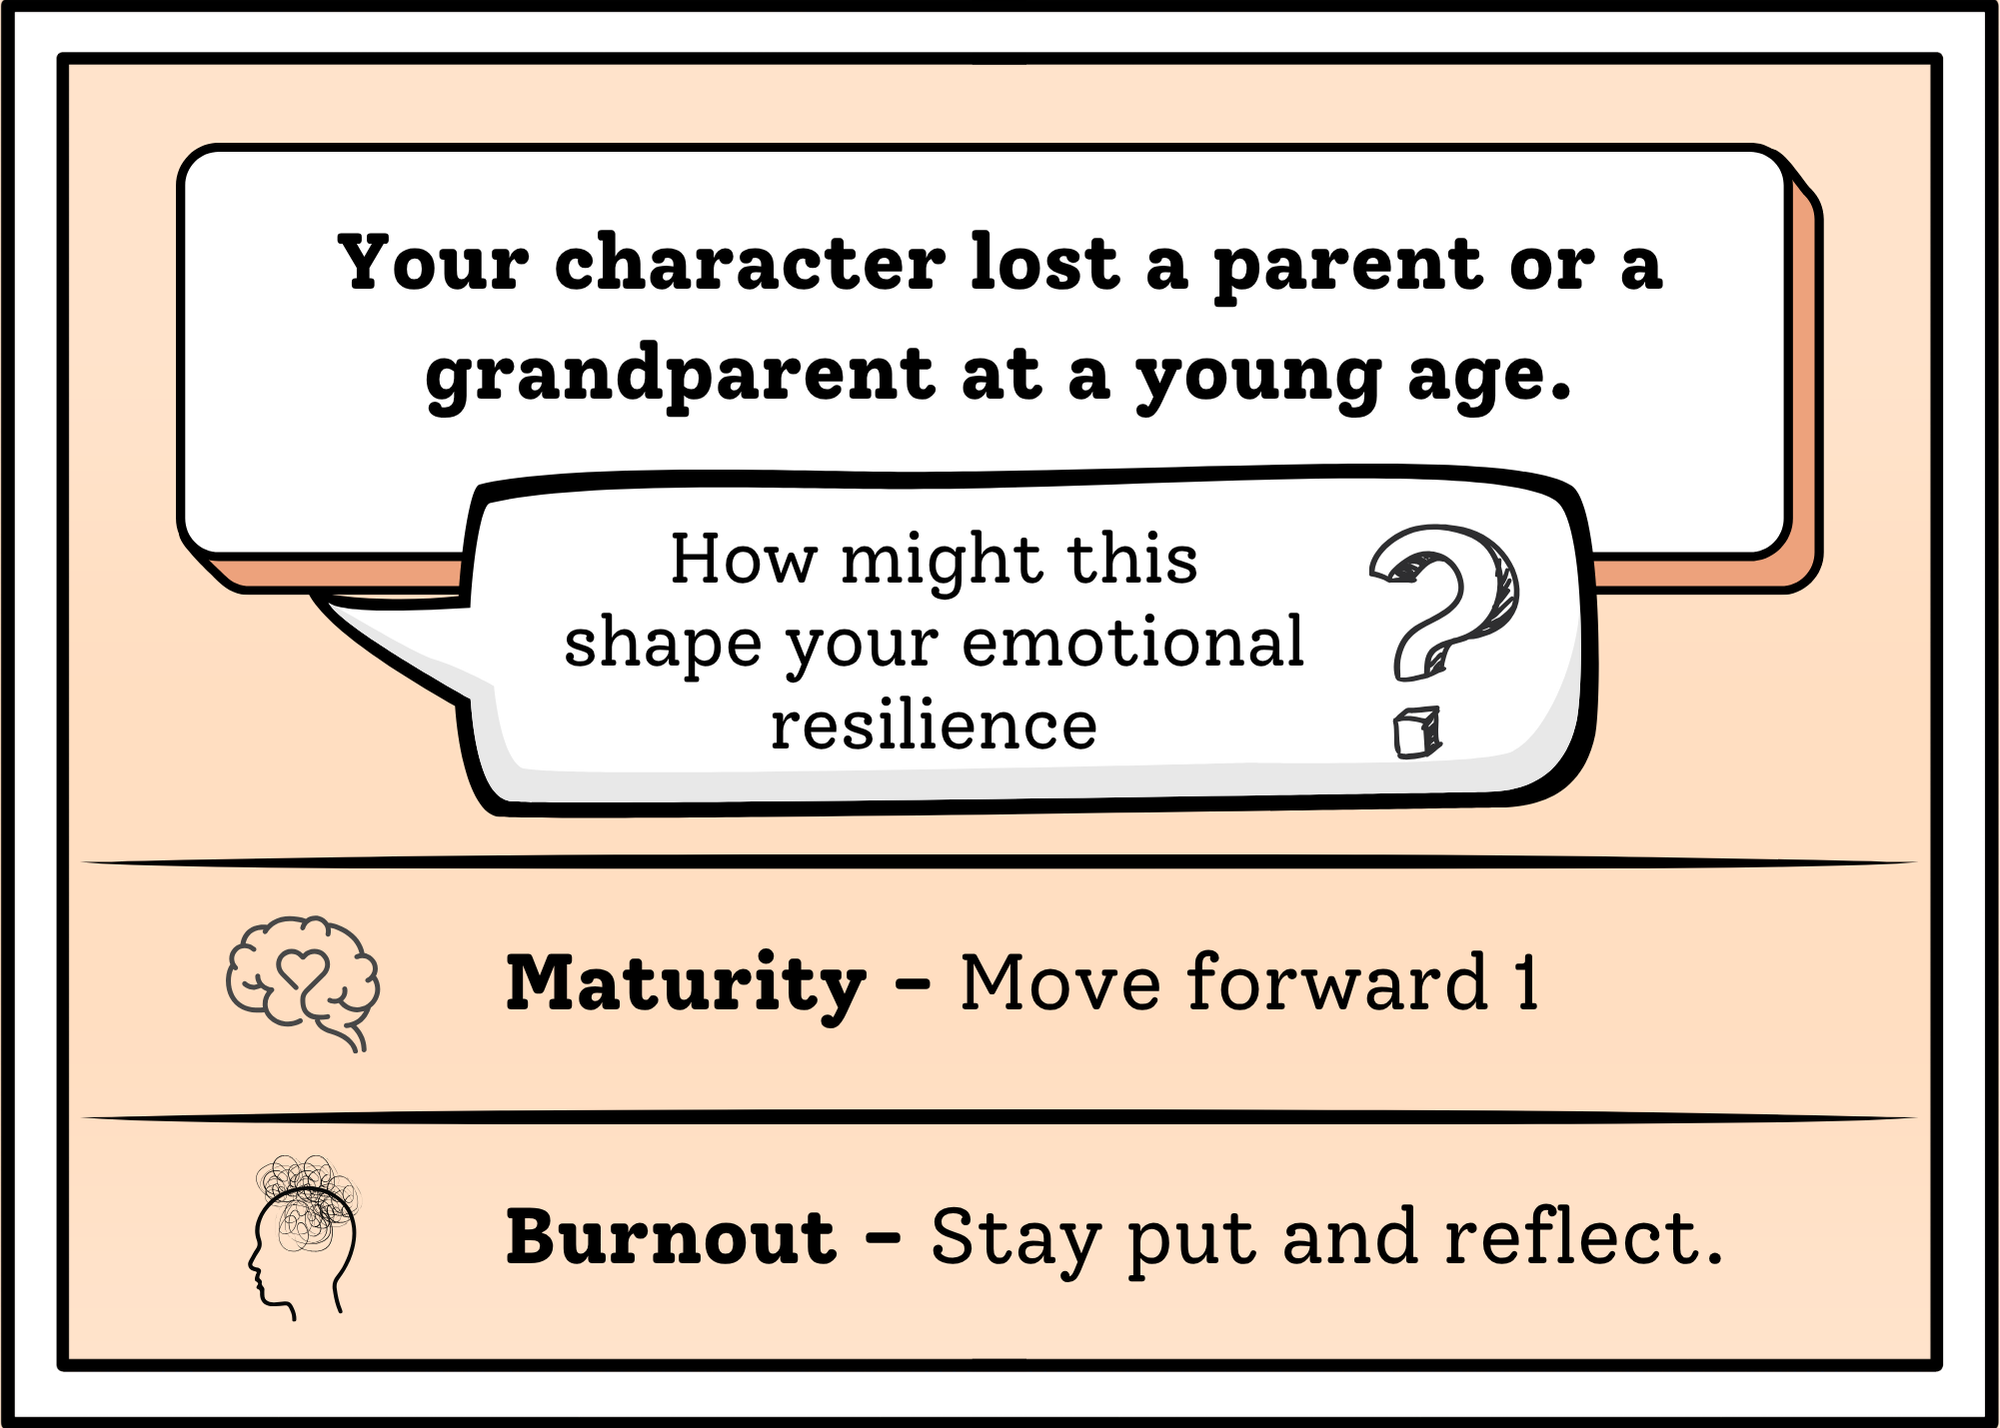 Your character lost a parent or a
grandparent at a young age.
How might this
shape your emotional
resilience
?
Maturity - Move forward 1
Burnout - Stay put and reflect.